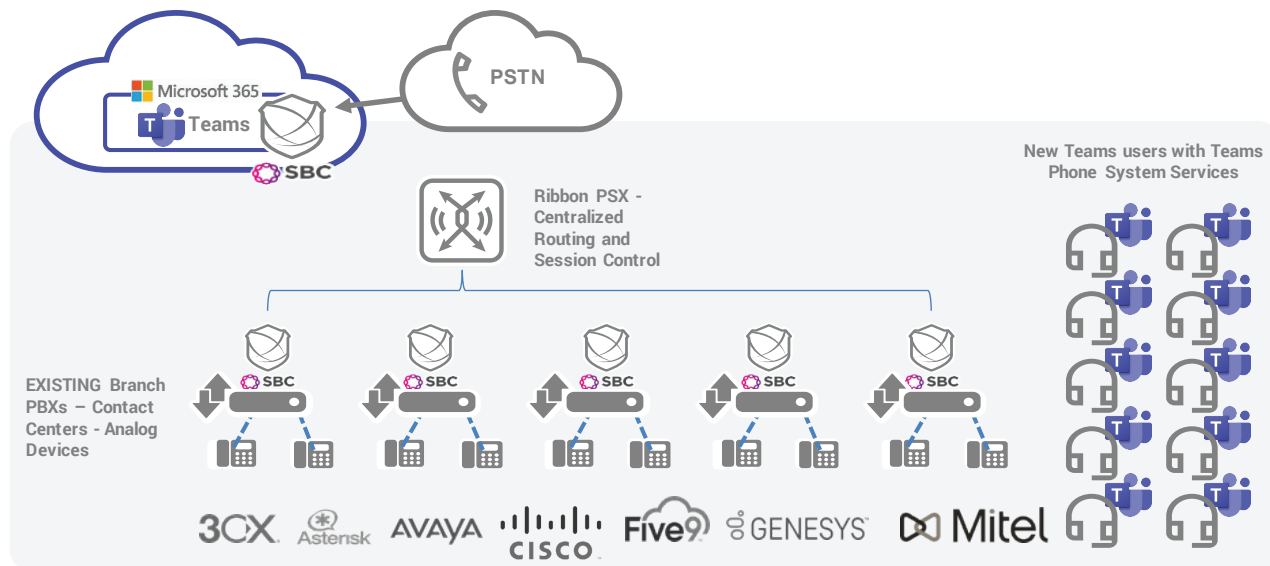 Microsoft 365
T Teams
SBC
PSTN
New Teams users with Teams
Phone System Services
Ribbon PSX -
Centralized
Routing and
Session Control
EXISTING Branch
PBXs – Contact
Centers - Analog
Devices
SBC
SBC
SBC
SBC
SBC
T
T
T
T
T
T
T
T
T
T
3CX
Asterisk
AVAYA
CISCO
Five9
GENESYS
Mitel